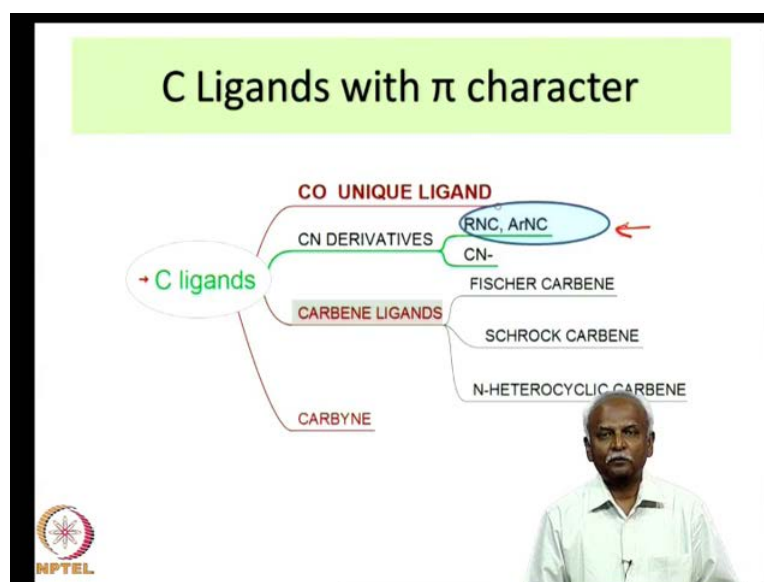 C Ligands with π character
CO UNIQUE LIGAND
CN DERIVATIVES
RNC, ArNC
CN-
C ligands
CARBENE LIGANDS
FISCHER CARBENE
SCHROCK CARBENE
N-HETEROCYCLIC CARBENE
CARBYNE
NPTEL